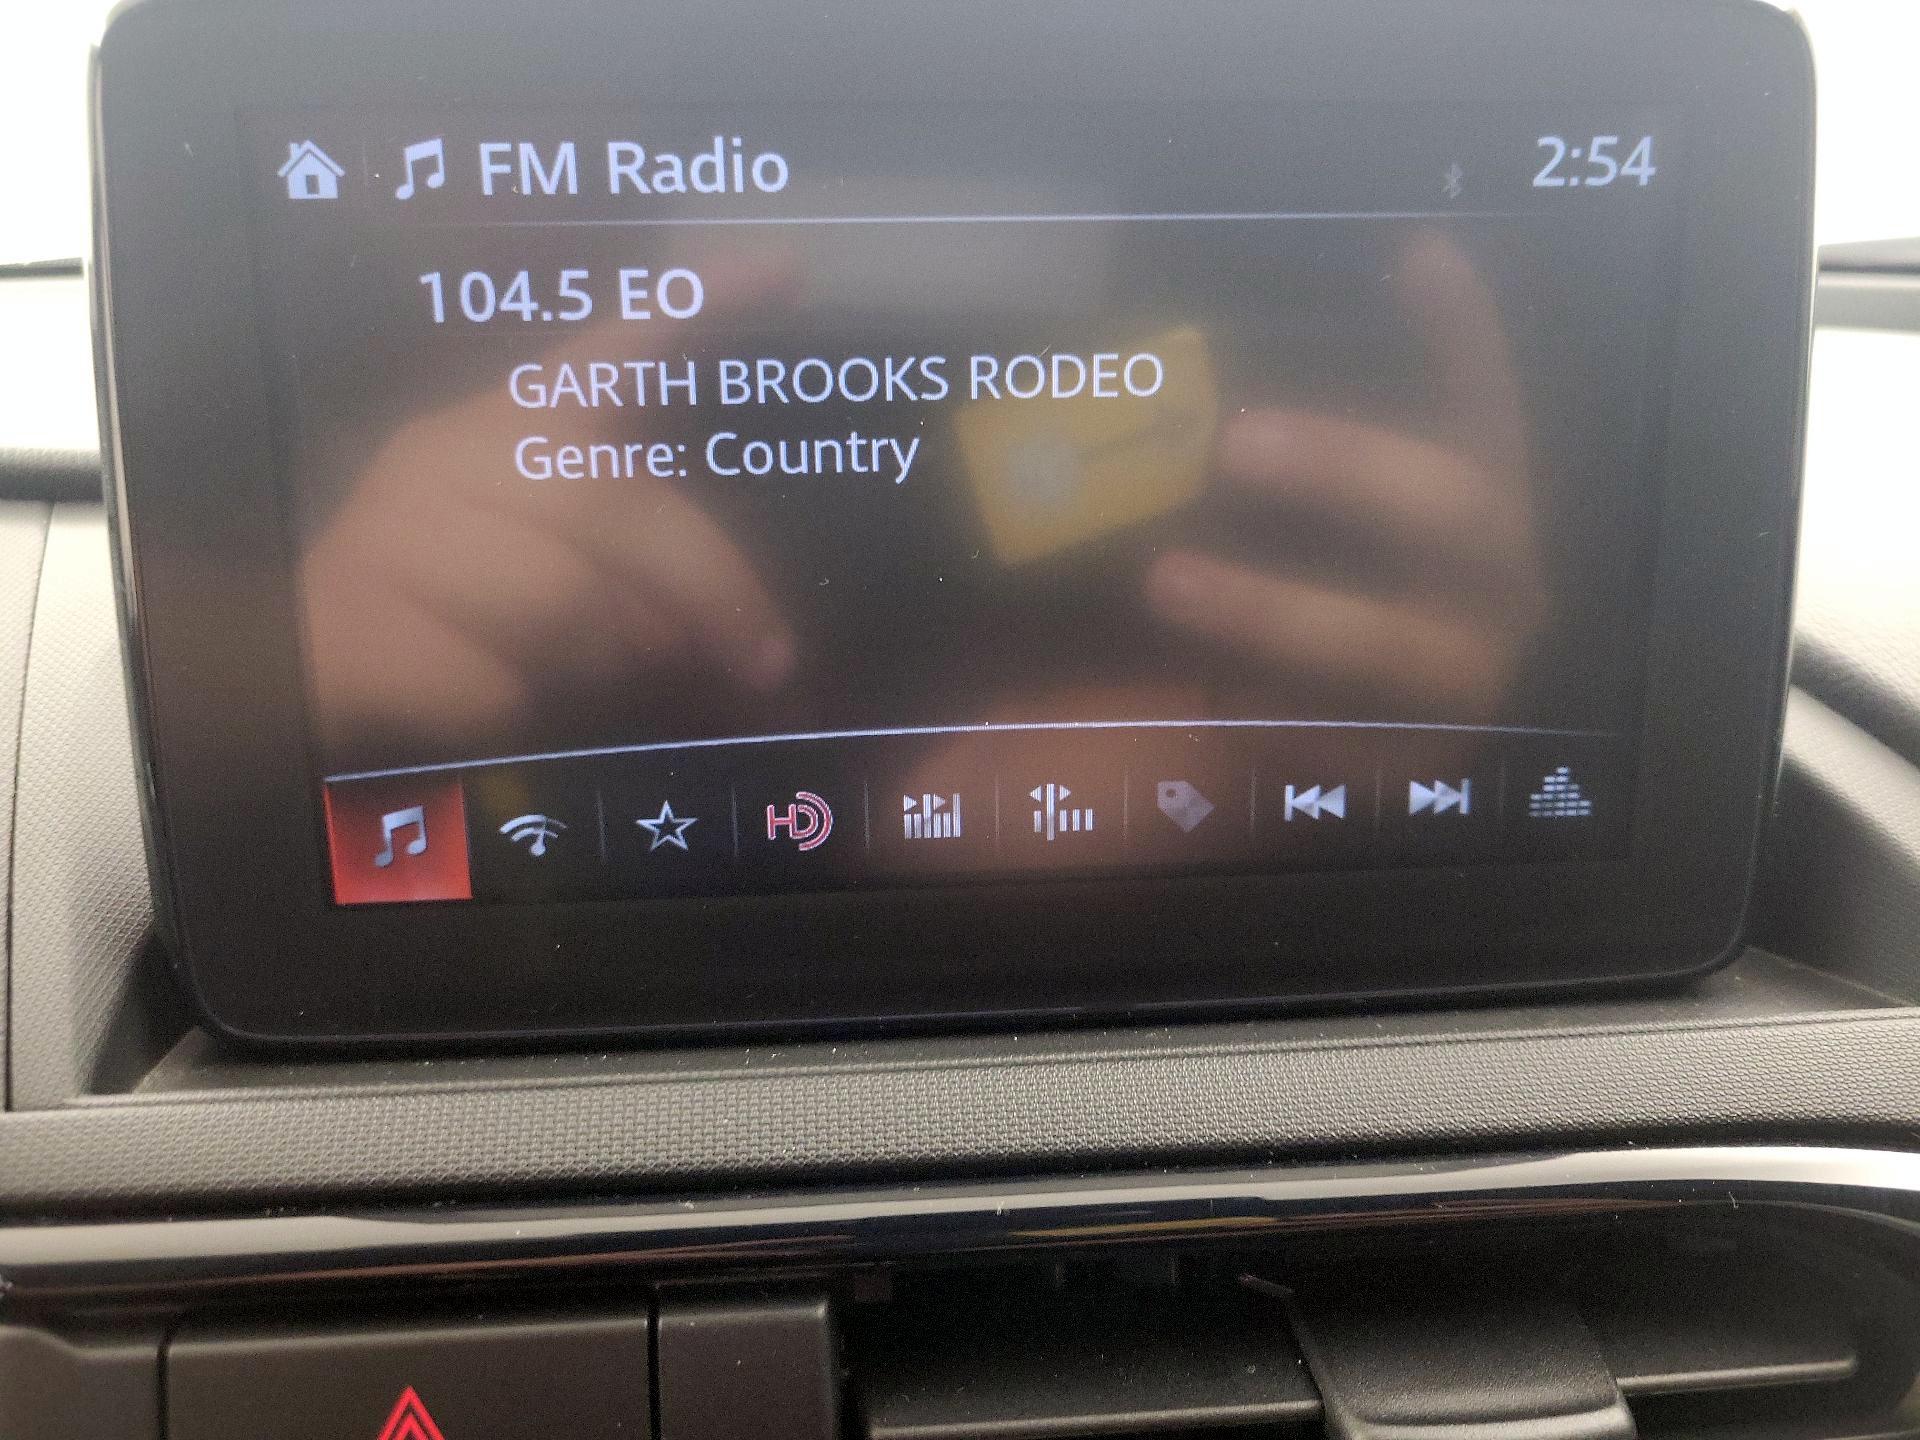 FM Radio
2:54
104.5 EO
GARTH BROOKS RODEO
Genre: Country
HD